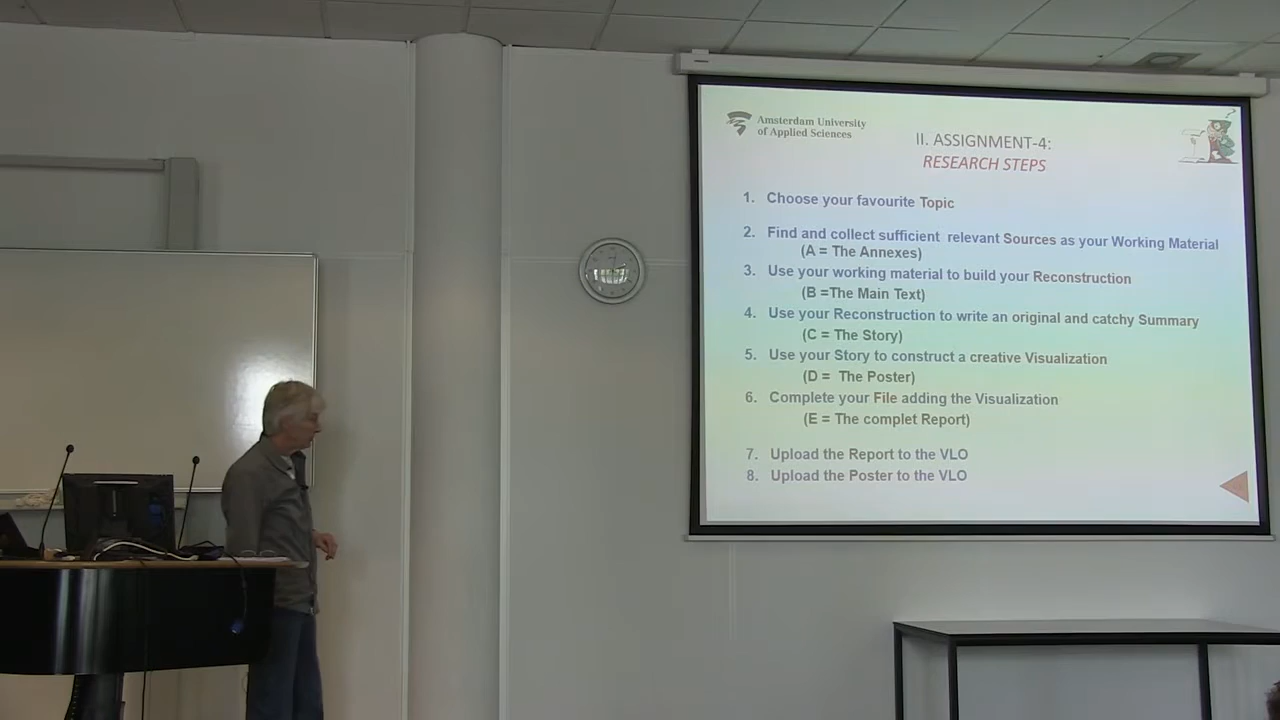 Amsterdam University
of Applied Sciences
II. ASSIGNMENT-4:
RESEARCH STEPS
1. Choose your favourite Topic
2. Find and collect sufficient relevant Sources as your Working Material
(A = The Annexes)
3. Use your working material to build your Reconstruction
(B =The Main Text)
4. Use your Reconstruction to write an original and catchy Summary
(C = The Story)
5. Use your Story to construct a creative Visualization
(D = The Poster)
6. Complete your File adding the Visualization
(E = The complet Report)
7. Upload the Report to the VLO
8. Upload the Poster to the VLO